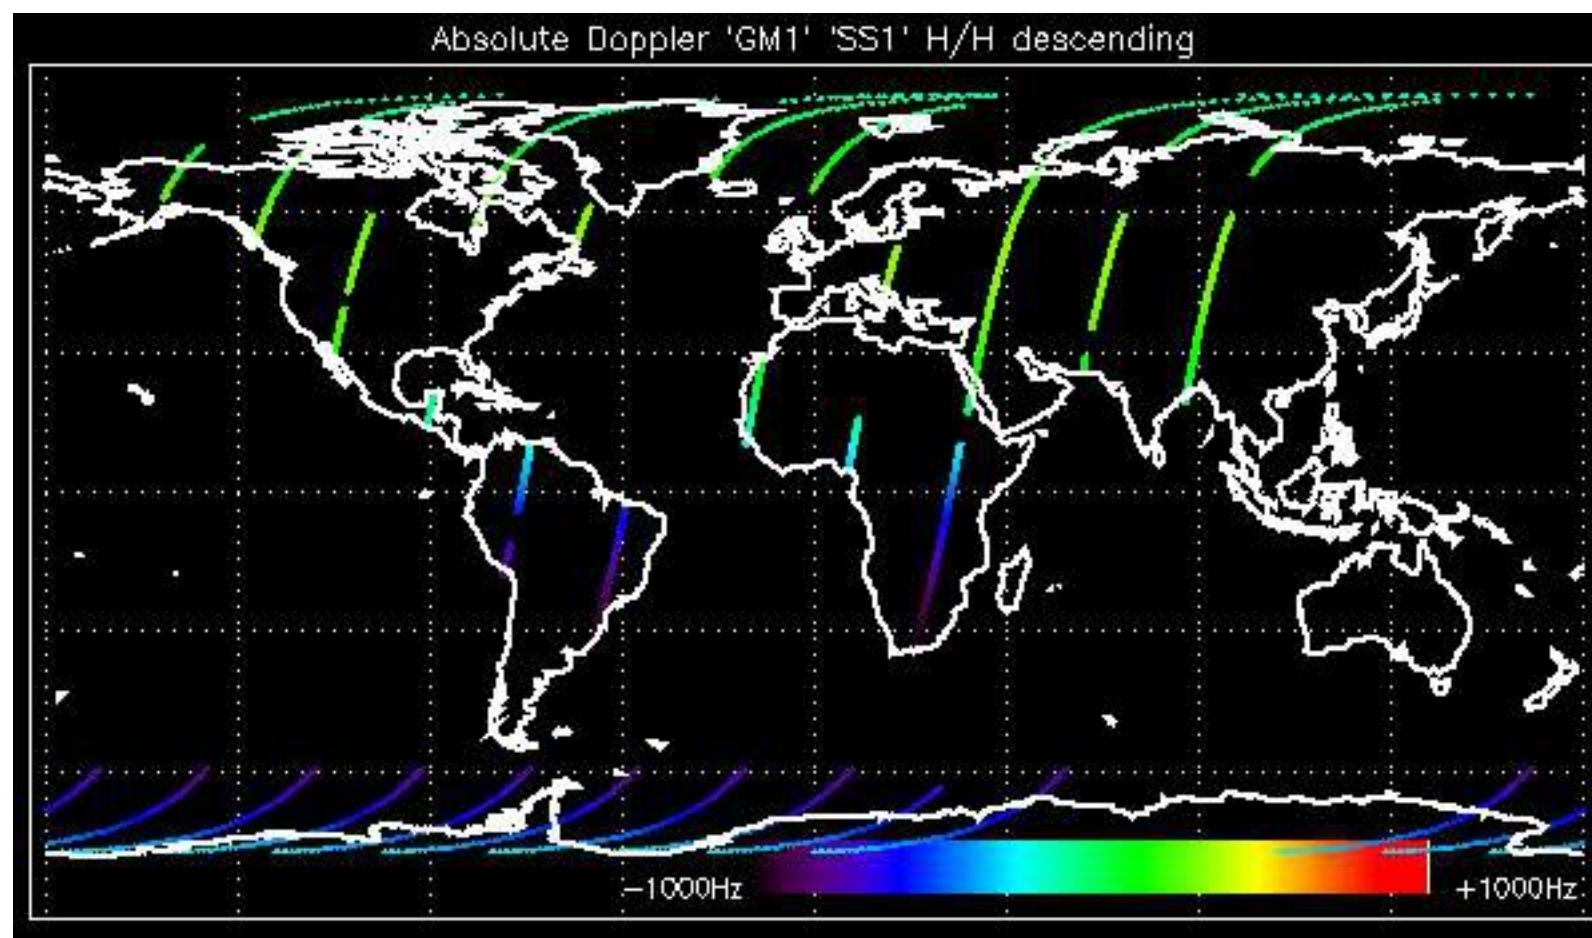 Absolute Doppler 'GM1' 'SS1' H/H descending
−1000Hz
+1000Hz